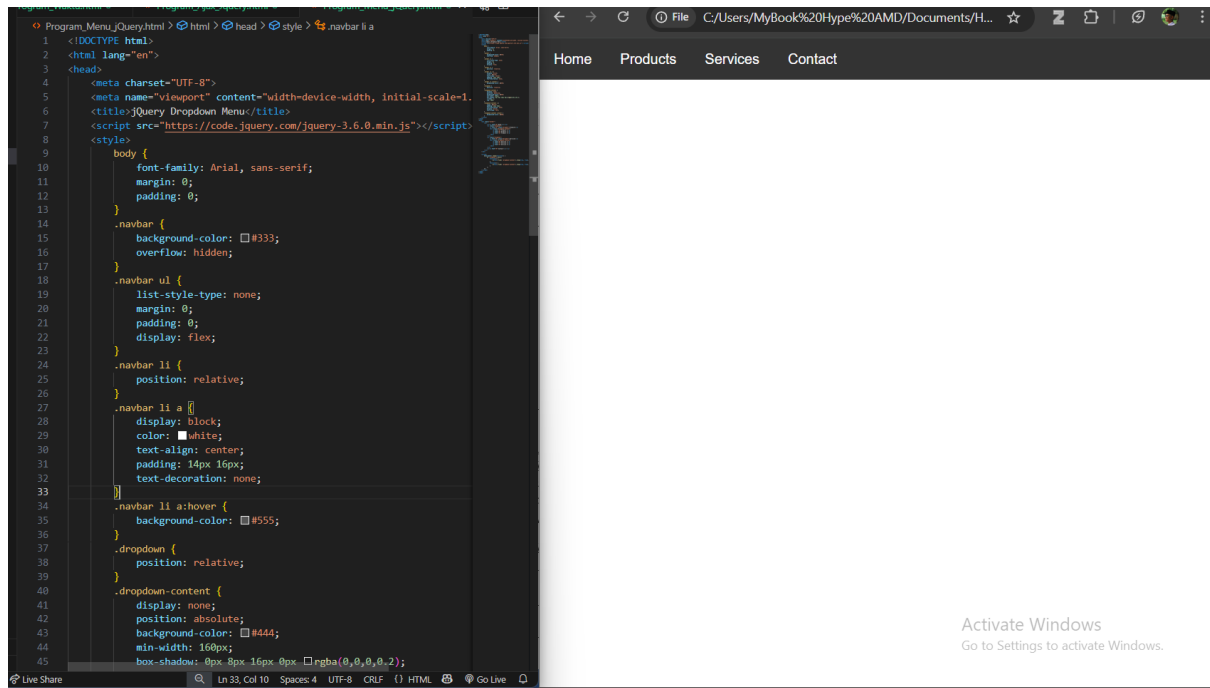 Program_Menu_jQuery.html > html > head > style > .navbar li a
1 <!DOCTYPE html>
2 <html lang="en">
3 <head>
4 <meta charset="UTF-8">
5 <meta name="viewport" content="width=device-width, initial-scale=1.
6 <title>jQuery Dropdown Menu</title>
7 <script src="https://code.jquery.com/jquery-3.6.0.min.js"></script>
8 <style>
9 body {
10 font-family: Arial, sans-serif;
11 margin: 0;
12 padding: 0;
13 }
14 .navbar {
15 background-color: #333;
16 overflow: hidden;
17 }
18 .navbar ul {
19 list-style-type: none;
20 margin: 0;
21 padding: 0;
22 display: flex;
23 }
24 .navbar li {
25 position: relative;
26 }
27 .navbar li a {
28 display: block;
29 color: white;
30 text-align: center;
31 padding: 14px 16px;
32 text-decoration: none;
33 }
34 .navbar li a:hover {
35 background-color: #555;
36 }
37 .dropdown {
38 position: relative;
39 }
40 .dropdown-content {
41 display: none;
42 position: absolute;
43 background-color: #444;
44 min-width: 160px;
45 box-shadow: 0px 8px 16px 0px rgba(0,0,0,0.2);
Live Share Ln 33, Col 10 Spaces: 4 UTF-8 CRLF {} HTML Go Live
File C:/Users/MyBook%20Hype%20AMD/Documents/H...
Home Products Services Contact
Activate Windows
Go to Settings to activate Windows.